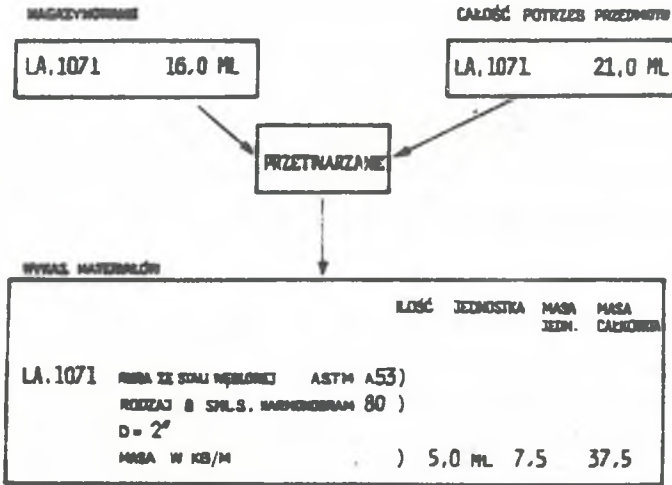 MAGAZYNOWANIE
CAŁOŚĆ POTRZEB PRZEDMIOTU
LA.1071 16.0 ML
LA.1071 21.0 ML
PRZETWARZANIE
WYKAZ MATERIAŁÓW
ILOŚĆ JEDNOSTKA MASA MASA
JEDN. CAŁKOWITA
LA.1071 RURA ZE STALI WĘGLOWEJ ASTM A53)
RODZAJ B SMLS. HARMONOGRAM 80 )
D = 2"
MASA W KG/M ) 5.0 ML 7.5 37.5